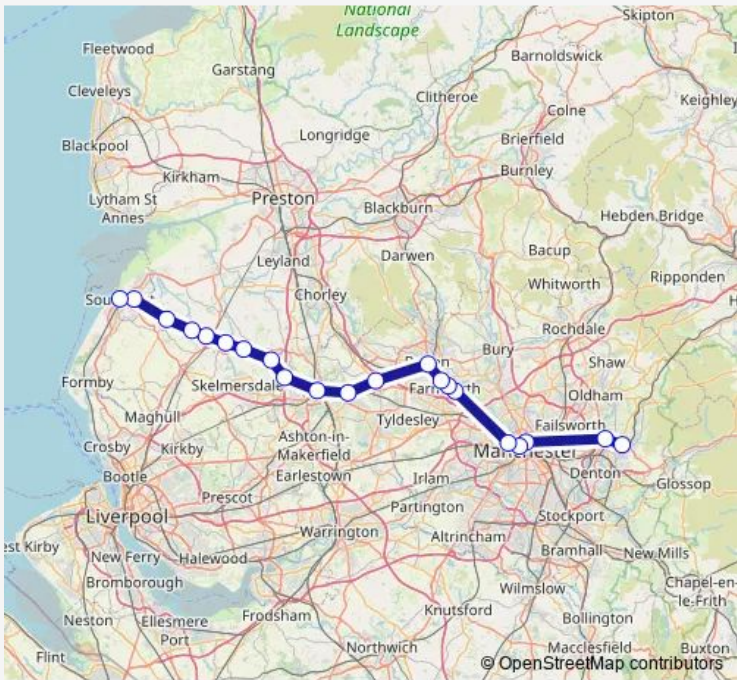 National
Landscape
Skipton
Fleetwood
Garstang
Barnoldswick
Cleveleys
Clitheroe
Colne
Keighley
Blackpool
Longridge
Brierfield
Kirkham
Preston
Burnley
Lytham St
Annes
Blackburn
Hebden Bridge
Leyland
Darwen
Bacup
Ripponden
Whitworth
Chorley
Rochdale
Bury
Shaw
Formby
Skelmersdale
Oldham
Maghull
Tyldesley
Failsworth
Crosby
Kirkby
Ashton-in-
Makerfield
Manchester
Bootle
Earlestown
Irlam
Denton
Glossop
Prescot
Partington
Liverpool
Stockport
Warrington
Altrincham
est Kirby
New Ferry
Halewood
Bramhall
New Mills
Bromborough
Wilmslow
Chapel-en-
le-Frith
Neston
Ellesmere
Port
Frodsham
Knutsford
Bollington
Northwich
Macclesfield
Buxton
Flint
© OpenStreetMap contributors